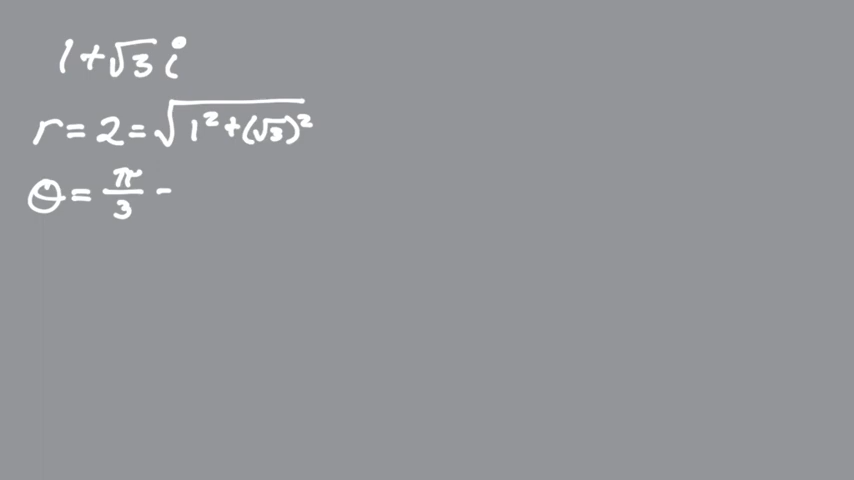 1+√3 i
r=2=√(1²+(√3)²)
θ=π/3 -